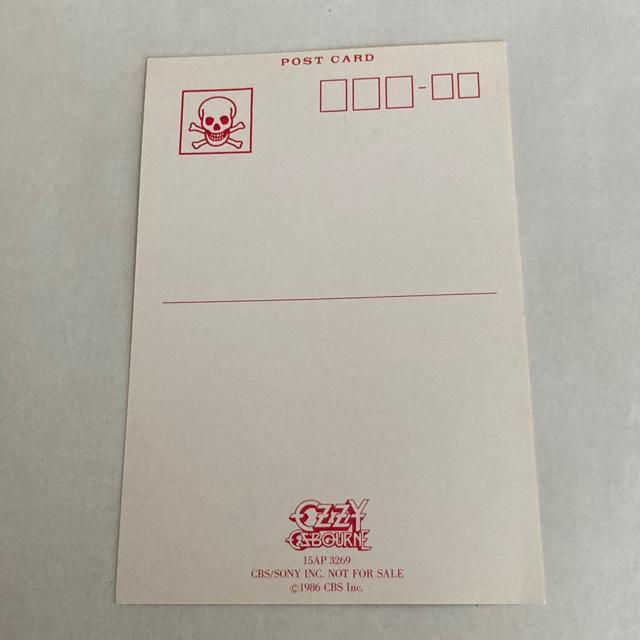 POST CARD
-
OZZY
OSBOURNE
15AP 3269
CBS/SONY INC. NOT FOR SALE
©1986 CBS Inc.